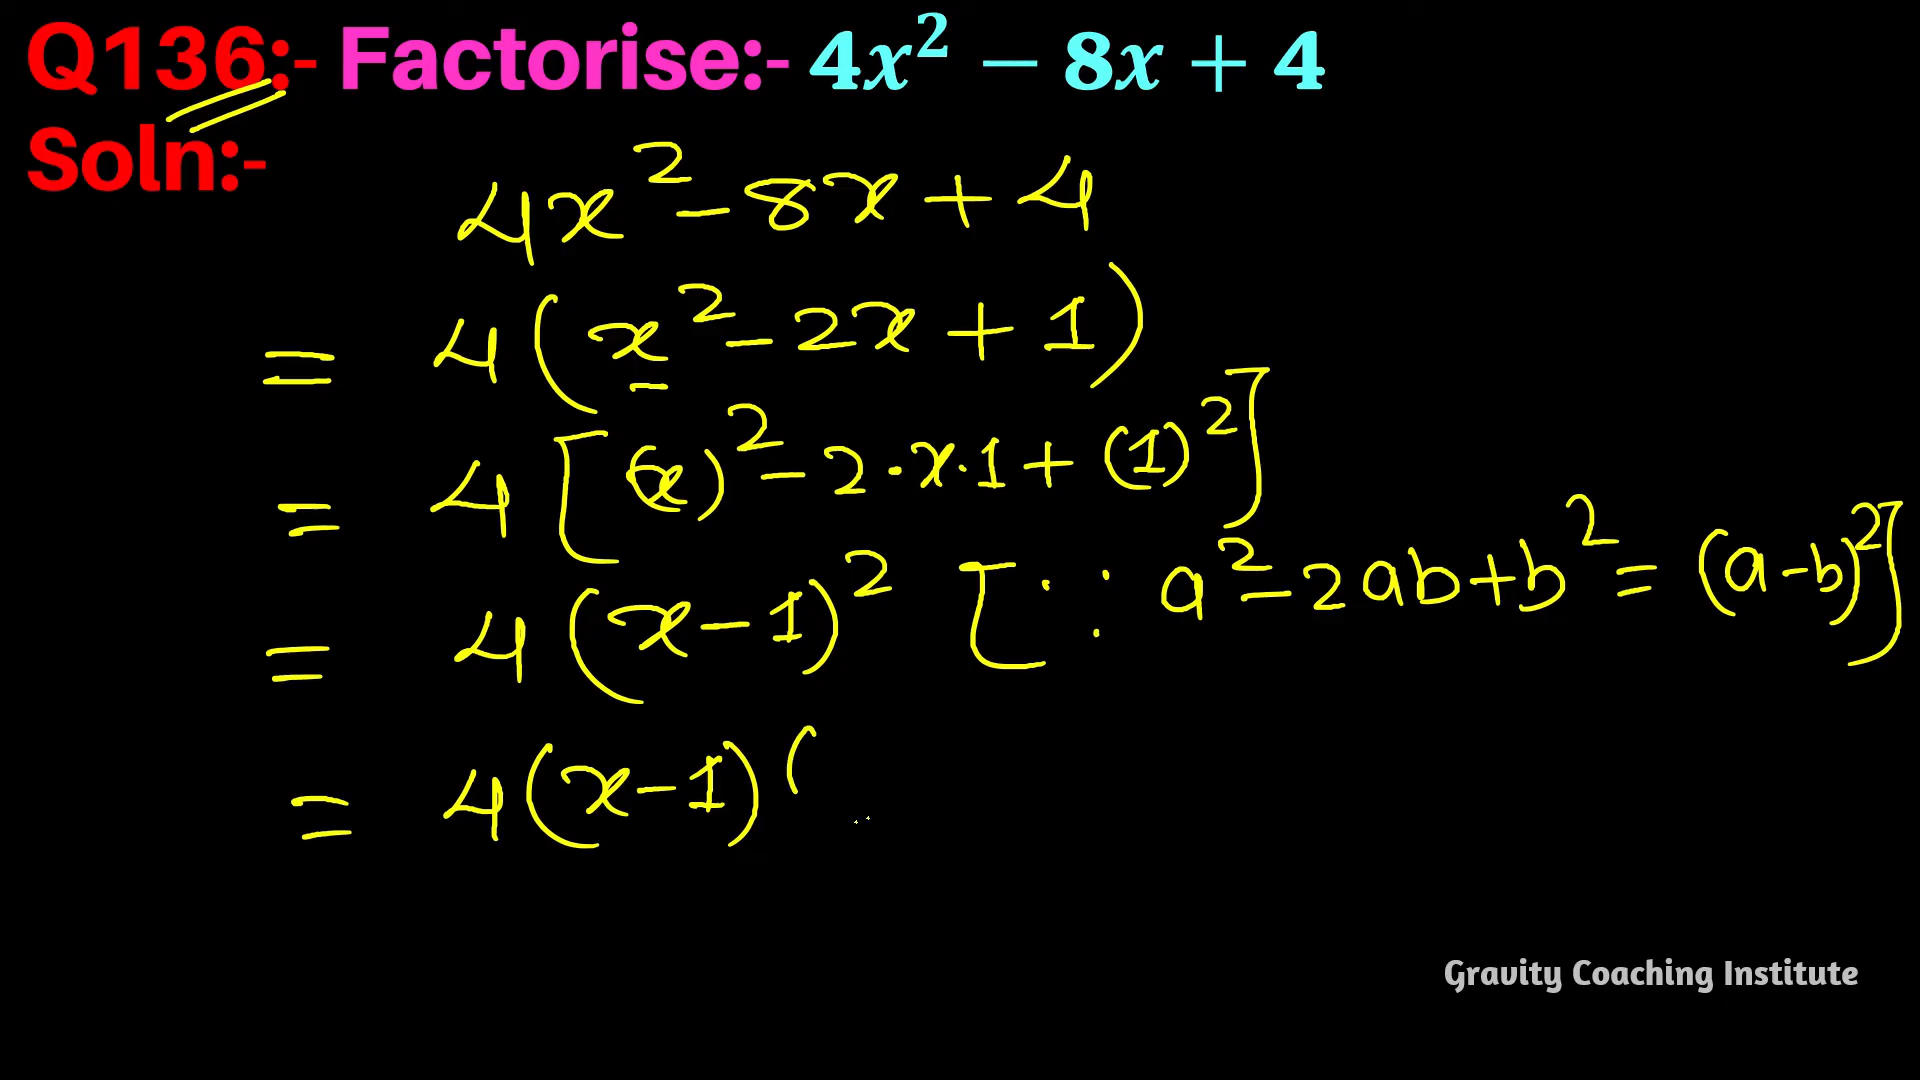 Q136:- Factorise:- 4x² − 8x + 4
Soln:-
4x² - 8x + 4
= 4(x² - 2x + 1)
= 4[(x)² - 2·x·1 + (1)²]
= 4(x - 1)² [∵ a² - 2ab + b² = (a - b)²]
= 4(x - 1)(
Gravity Coaching Institute